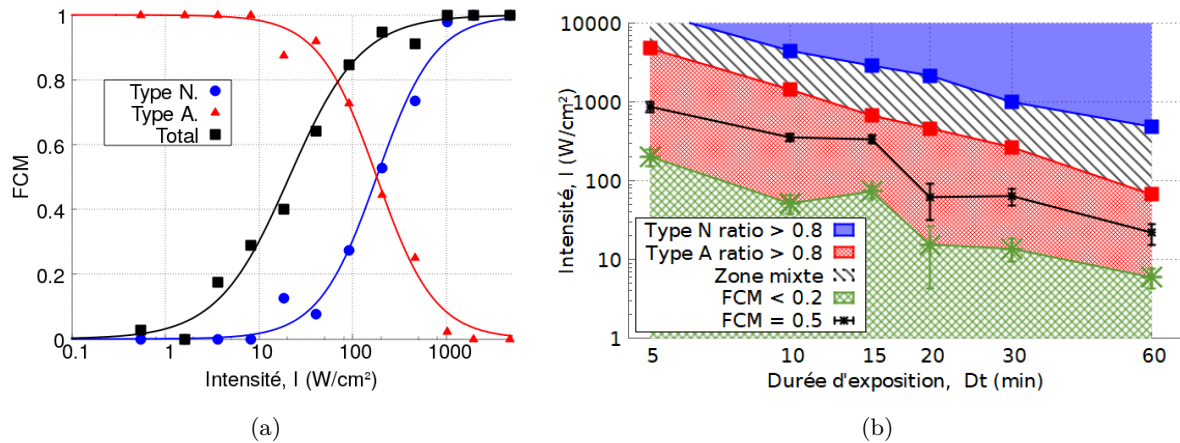 1
0.8
0.6
0.4
0.2
0
FCM
Type N.
Type A.
Total
0.1 1 10 100 1000
Intensité, I (W/cm²)
(a)
10000
1000
100
10
1
Intensité, I (W/cm²)
Type N ratio > 0.8
Type A ratio > 0.8
Zone mixte
FCM < 0.2
FCM = 0.5
5 10 15 20 30 60
Durée d'exposition, Dt (min)
(b)